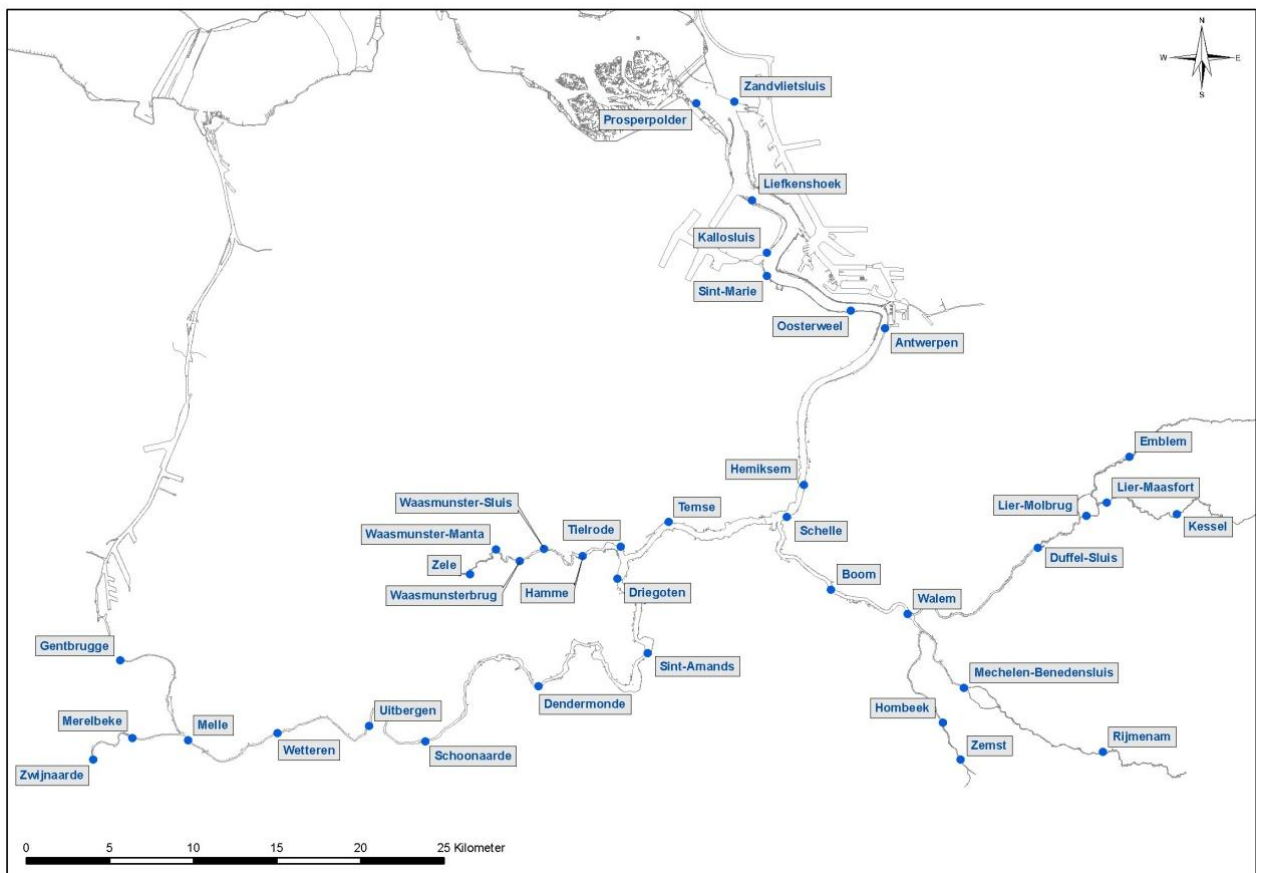 N
W
E
S
Zandvlietsluis
Prosperpolder
Liefkenshoek
Kallosluis
Sint-Marie
Oosterweel
Antwerpen
Emblem
Hemiksem
Lier-Maasfort
Waasmunster-Sluis
Lier-Molbrug
Temse
Kessel
Tielrode
Schelle
Waasmunster-Manta
Duffel-Sluis
Zele
Boom
Waasmunsterbrug
Hamme
Driegoten
Walem
Gentbrugge
Sint-Amands
Mechelen-Benedensluis
Dendermonde
Hombeek
Uitbergen
Merelbeke
Melle
Rijmenam
Wetteren
Schoonaarde
Zemst
Zwijnaarde
0 5 10 15 20 25 Kilometer